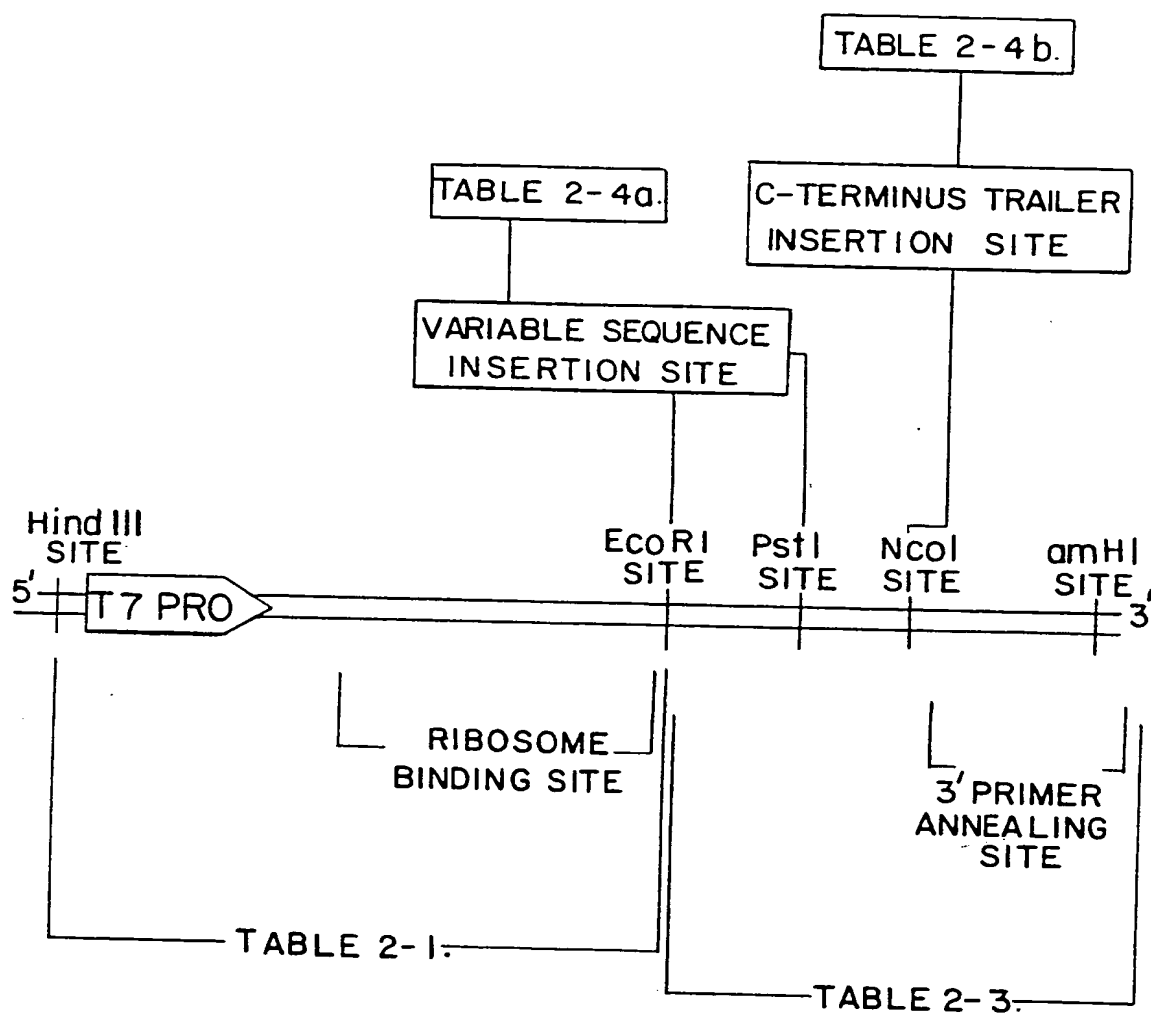 TABLE 2-4b.
TABLE 2-4a.
C-TERMINUS TRAILER
INSERTION SITE
VARIABLE SEQUENCE
INSERTION SITE
Hind III
SITE
EcoRI
SITE
PstI
SITE
NcoI
SITE
amHI
SITE
5'
T7 PRO
3'
RIBOSOME
BINDING SITE
3' PRIMER
ANNEALING
SITE
TABLE 2-1.
TABLE 2-3.